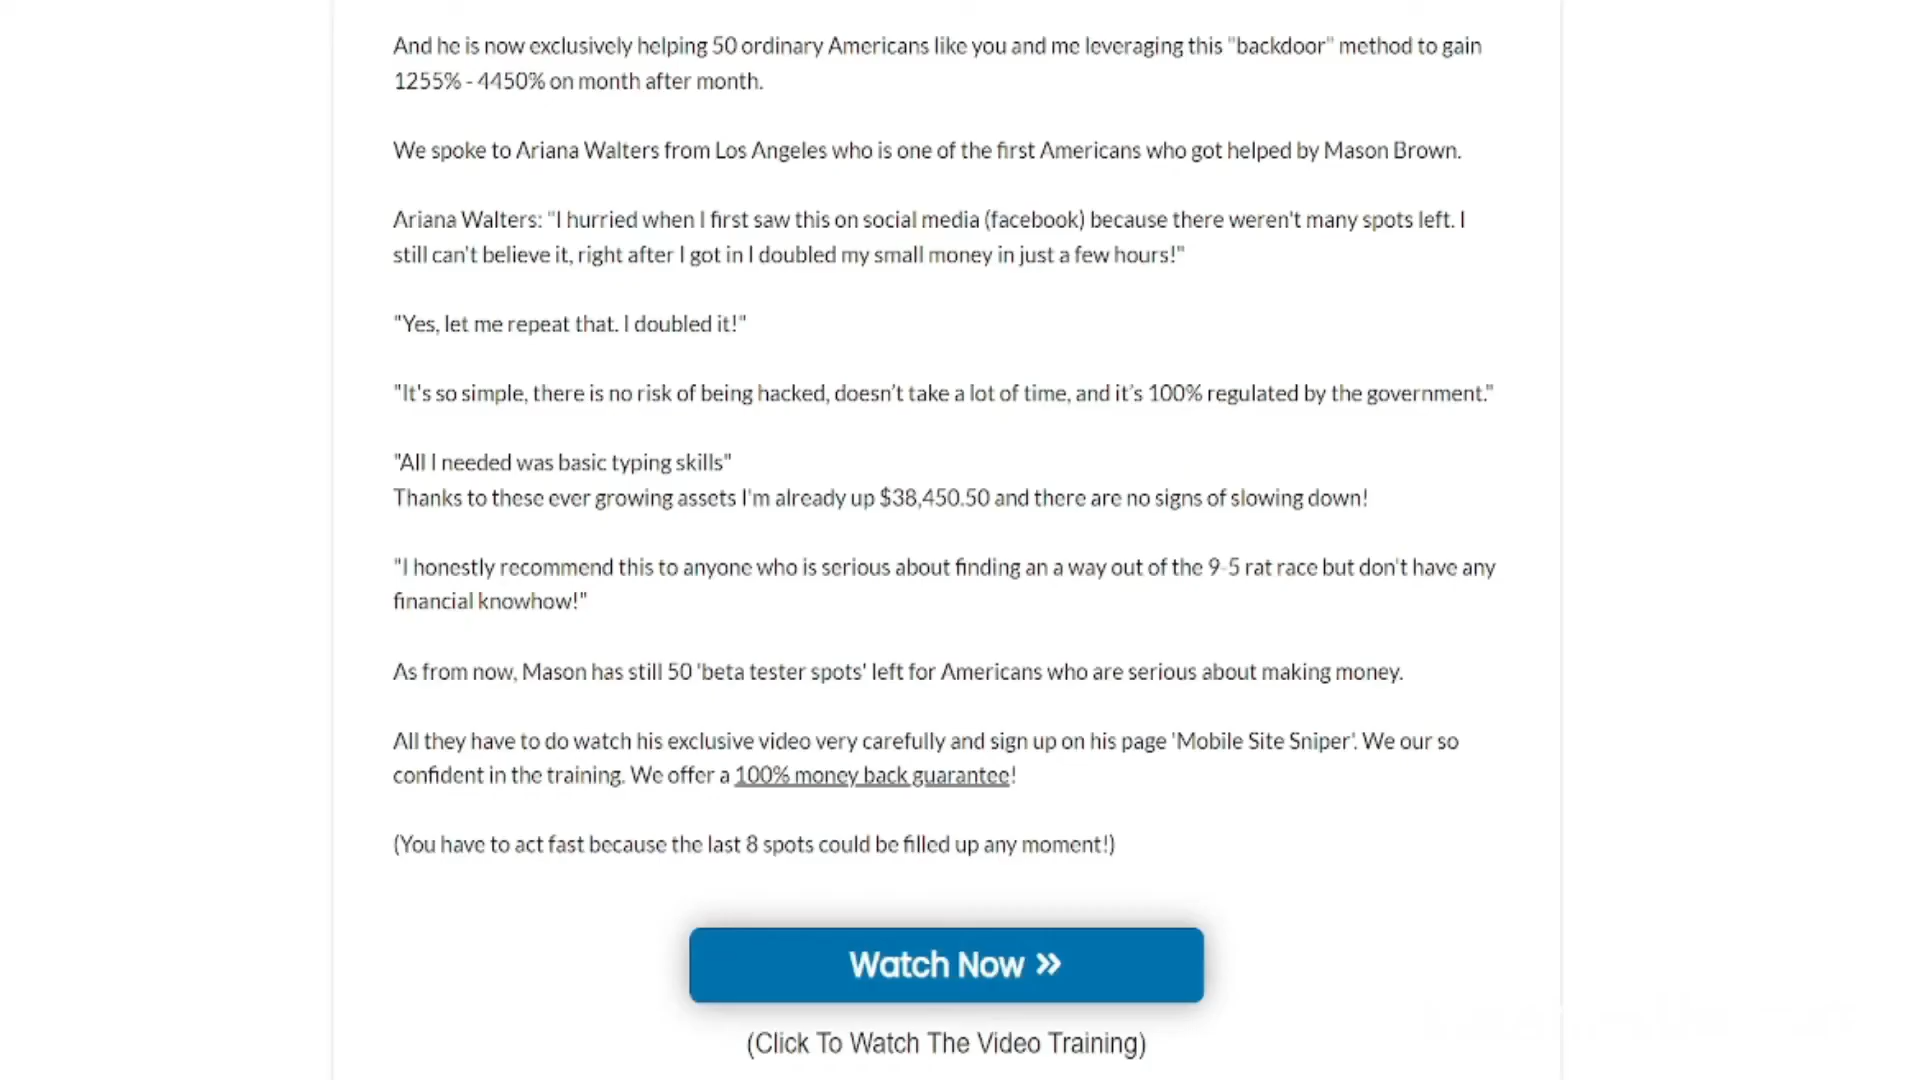 And he is now exclusively helping 50 ordinary Americans like you and me leveraging this "backdoor" method to gain
1255% - 4450% on month after month.
We spoke to Ariana Walters from Los Angeles who is one of the first Americans who got helped by Mason Brown.
Ariana Walters: "I hurried when I first saw this on social media (facebook) because there weren't many spots left. I
still can't believe it, right after I got in I doubled my small money in just a few hours!"
"Yes, let me repeat that. I doubled it!"
"It's so simple, there is no risk of being hacked, doesn't take a lot of time, and it's 100% regulated by the government."
"All I needed was basic typing skills"
Thanks to these ever growing assets I'm already up $38,450.50 and there are no signs of slowing down!
"I honestly recommend this to anyone who is serious about finding an a way out of the 9-5 rat race but don't have any
financial knowhow!"
As from now, Mason has still 50 'beta tester spots' left for Americans who are serious about making money.
All they have to do watch his exclusive video very carefully and sign up on his page 'Mobile Site Sniper'. We our so
confident in the training. We offer a 100% money back guarantee!
(You have to act fast because the last 8 spots could be filled up any moment!)
Watch Now »
(Click To Watch The Video Training)